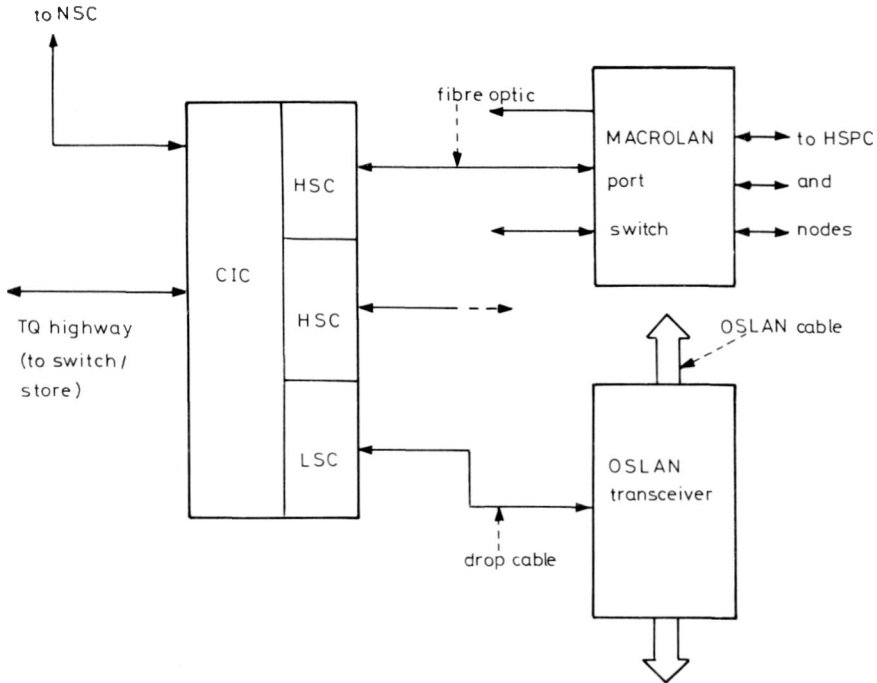 to NSC
fibre optic
MACROLAN
port
switch
to HSPC
and
nodes
HSC
CIC
HSC
LSC
TQ highway
(to switch/
store)
OSLAN cable
OSLAN
transceiver
drop cable